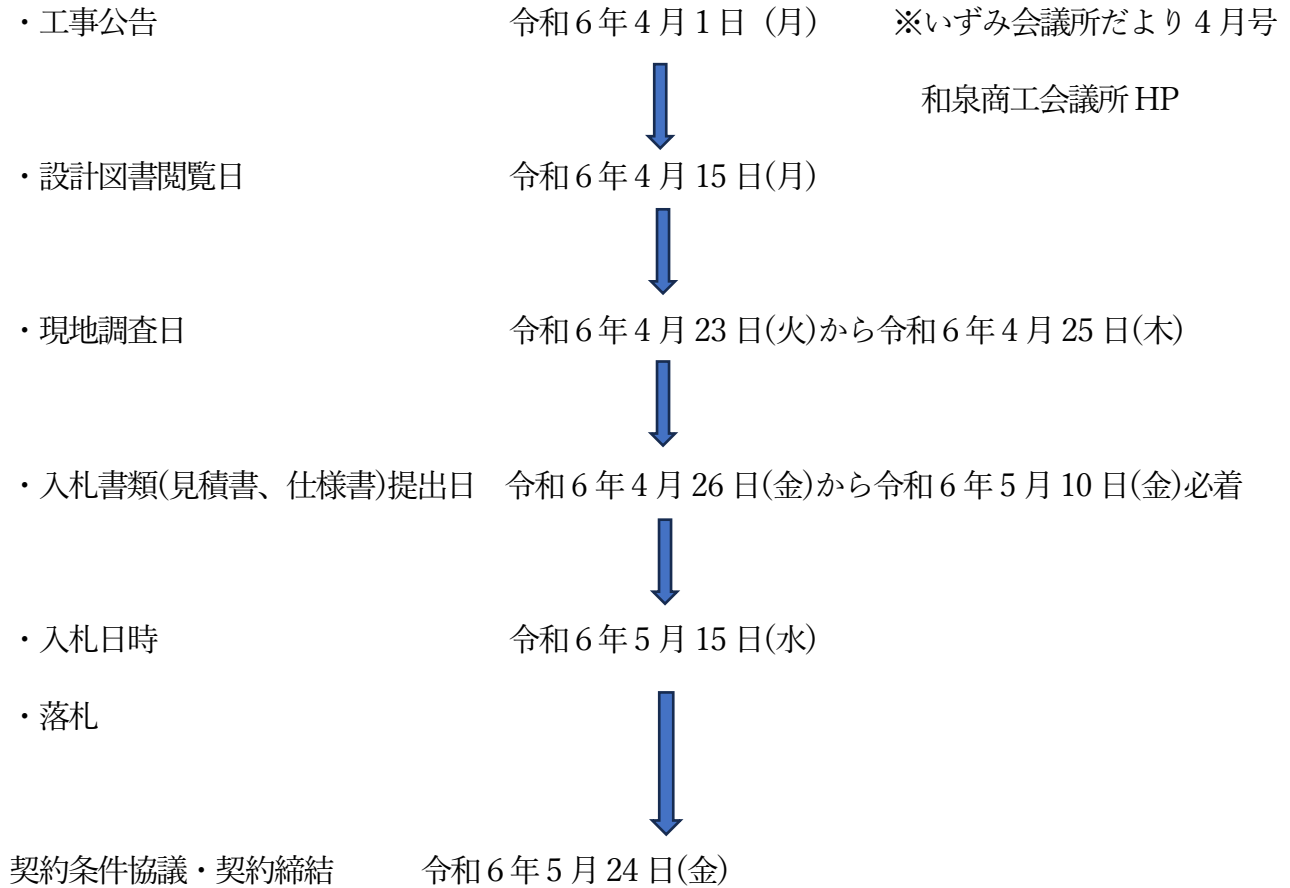 ・工事公告 令和６年４月１日（月） ※いずみ会議所だより４月号
和泉商工会議所 HP
・設計図書閲覧日 令和６年４月 15 日(月)
・現地調査日 令和６年４月 23 日(火)から令和６年４月 25 日(木)
・入札書類(見積書、仕様書)提出日 令和６年４月 26 日(金)から令和６年５月 10 日(金)必着
・入札日時 令和６年５月 15 日(水)
・落札
契約条件協議・契約締結 令和６年５月 24 日(金)